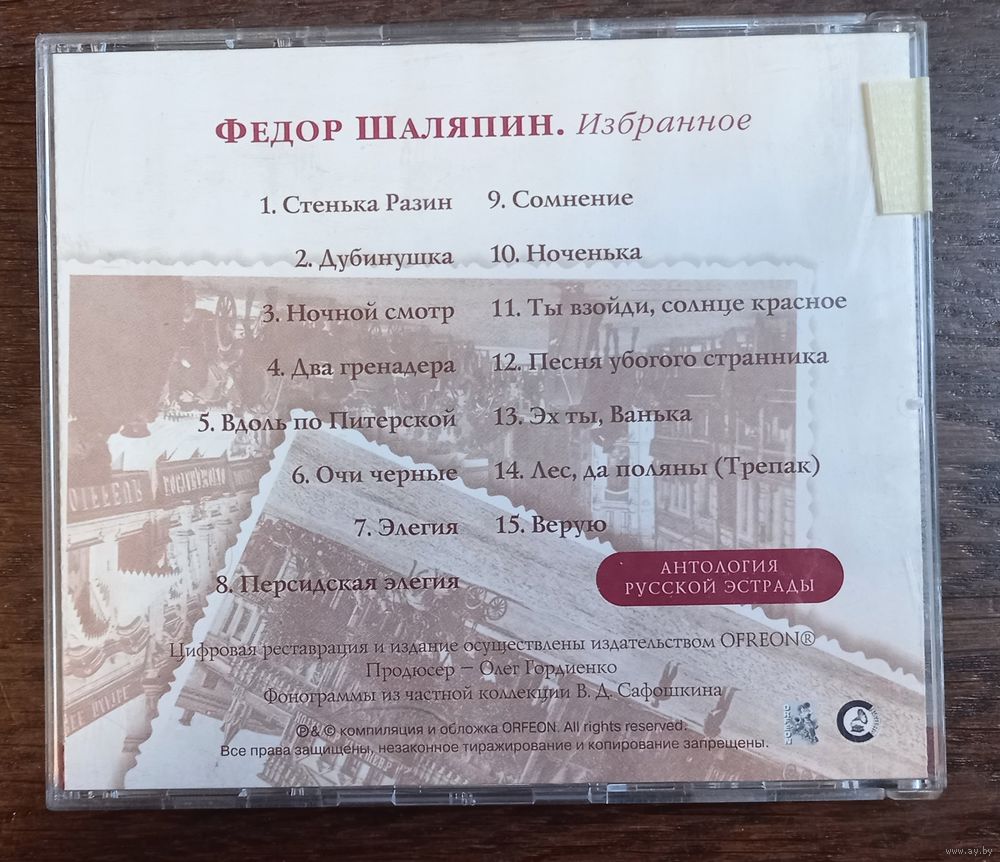 ФЕДОР ШАЛЯПИН. Избранное
1. Стенька Разин
2. Дубинушка
3. Ночной смотр
4. Два гренадера
5. Вдоль по Питерской
6. Очи черные
7. Элегия
8. Персидская элегия
9. Сомнение
10. Ноченька
11. Ты взойди, солнце красное
12. Песня убогого странника
13. Эх ты, Ванька
14. Лес, да поляны (Трепак)
15. Верую
АНТОЛОГИЯ
РУССКОЙ ЭСТРАДЫ
Цифровая реставрация и издание осуществлены издательством OFREON®
Продюсер — Олег Гордиенко
Фонограммы из частной коллекции В. Д. Сафошкина
℗& © компиляция и обложка ORFEON. All rights reserved.
Все права защищены, незаконное тиражирование и копирование запрещены.
www.ay.by